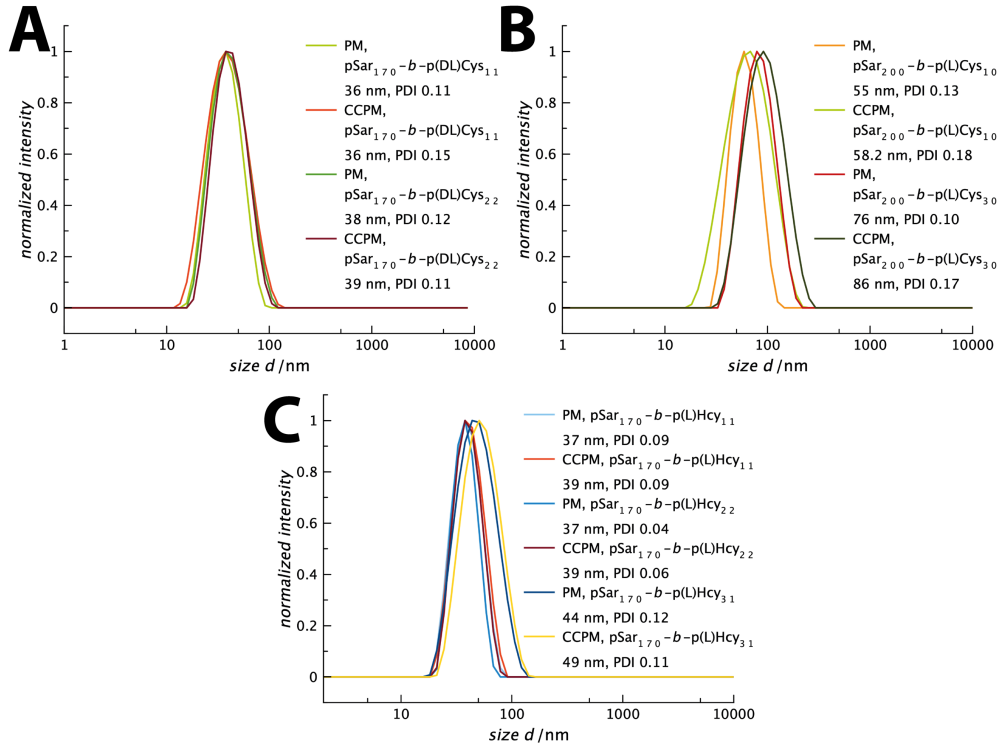 A
normalized intensity
1
0.8
0.6
0.4
0.2
0
1
10
100
1000
10000
size d /nm
PM,
pSar170-b-p(DL)Cys11
36 nm, PDI 0.11
CCPM,
pSar170-b-p(DL)Cys11
36 nm, PDI 0.15
PM,
pSar170-b-p(DL)Cys22
38 nm, PDI 0.12
CCPM,
pSar170-b-p(DL)Cys22
39 nm, PDI 0.11
B
normalized intensity
1
0.8
0.6
0.4
0.2
0
1
10
100
1000
10000
size d /nm
PM,
pSar200-b-p(L)Cys10
55 nm, PDI 0.13
CCPM,
pSar200-b-p(L)Cys10
58.2 nm, PDI 0.18
PM,
pSar200-b-p(L)Cys30
76 nm, PDI 0.10
CCPM,
pSar200-b-p(L)Cys30
86 nm, PDI 0.17
C
normalized intensity
1
0.8
0.6
0.4
0.2
0
10
100
1000
10000
size d /nm
PM, pSar170-b-p(L)Hcy11
37 nm, PDI 0.09
CCPM, pSar170-b-p(L)Hcy11
39 nm, PDI 0.09
PM, pSar170-b-p(L)Hcy22
37 nm, PDI 0.04
CCPM, pSar170-b-p(L)Hcy22
39 nm, PDI 0.06
PM, pSar170-b-p(L)Hcy31
44 nm, PDI 0.12
CCPM, pSar170-b-p(L)Hcy31
49 nm, PDI 0.11